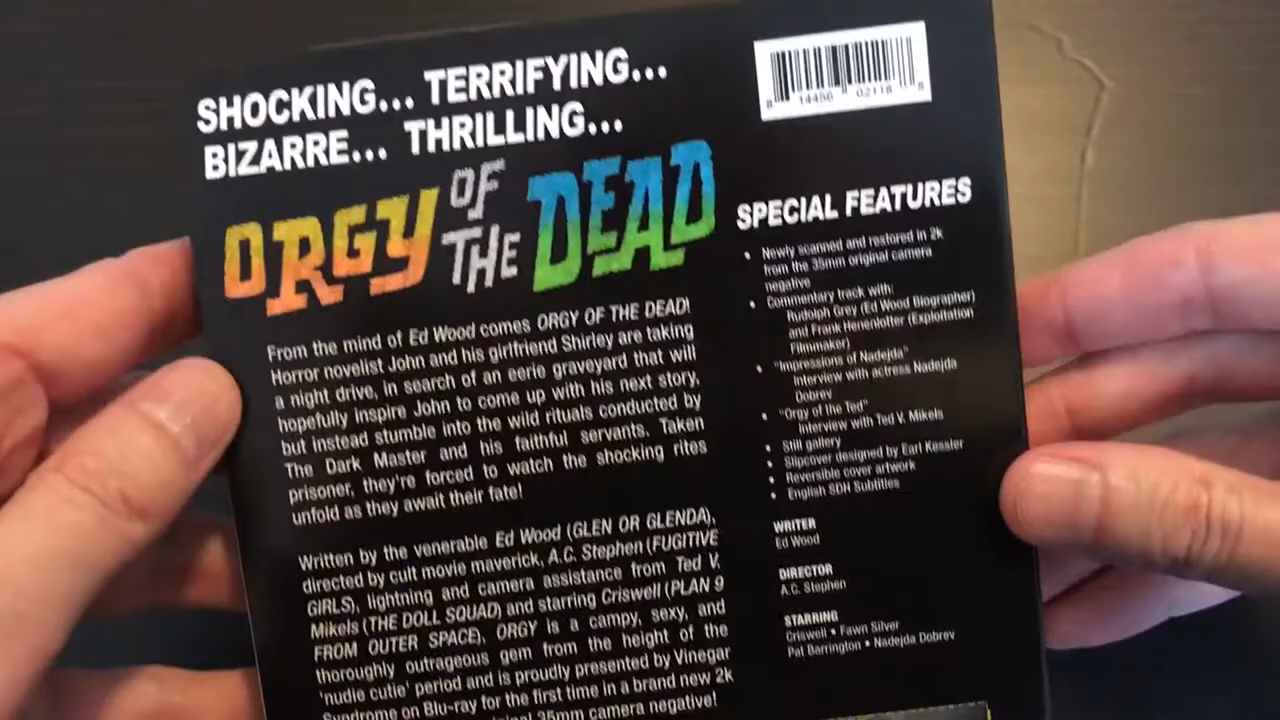 SHOCKING... TERRIFYING...
BIZARRE... THRILLING...
ORGY OF THE DEAD
From the mind of Ed Wood comes ORGY OF THE DEAD!
Horror novelist John and his girlfriend Shirley are taking
a night drive, in search of an eerie graveyard that will
hopefully inspire John to come up with his next story,
but instead stumble into the wild rituals conducted by
The Dark Master and his faithful servants. Taken
prisoner, they're forced to watch the shocking rites
unfold as they await their fate!
Written by the venerable Ed Wood (GLEN OR GLENDA),
directed by cult movie maverick, A.C. Stephen (FUGITIVE
GIRLS), lightning and camera assistance from Ted V.
Mikels (THE DOLL SQUAD) and starring Criswell (PLAN 9
FROM OUTER SPACE), ORGY is a campy, sexy, and
thoroughly outrageous gem from the height of the
'nudie cutie' period and is proudly presented by Vinegar
Syndrome on Blu-ray for the first time in a brand new 2k
35mm camera negative!
8 14456 02118 8
SPECIAL FEATURES
• Newly scanned and restored in 2k
from the 35mm original camera
negative
• Commentary track with:
Rudolph Grey (Ed Wood Biographer)
and Frank Henenlotter (Exploitation
Filmmaker)
• "Impressions of Nadejda"
Interview with actress Nadejda
Dobrev
• "Orgy of the Ted"
Interview with Ted V. Mikels
• Still gallery
• Slipcover designed by Earl Kessler
• Reversible cover artwork
• English SDH Subtitles
WRITER
Ed Wood
DIRECTOR
A.C. Stephen
STARRING
Criswell • Fawn Silver
Pat Barrington • Nadejda Dobrev